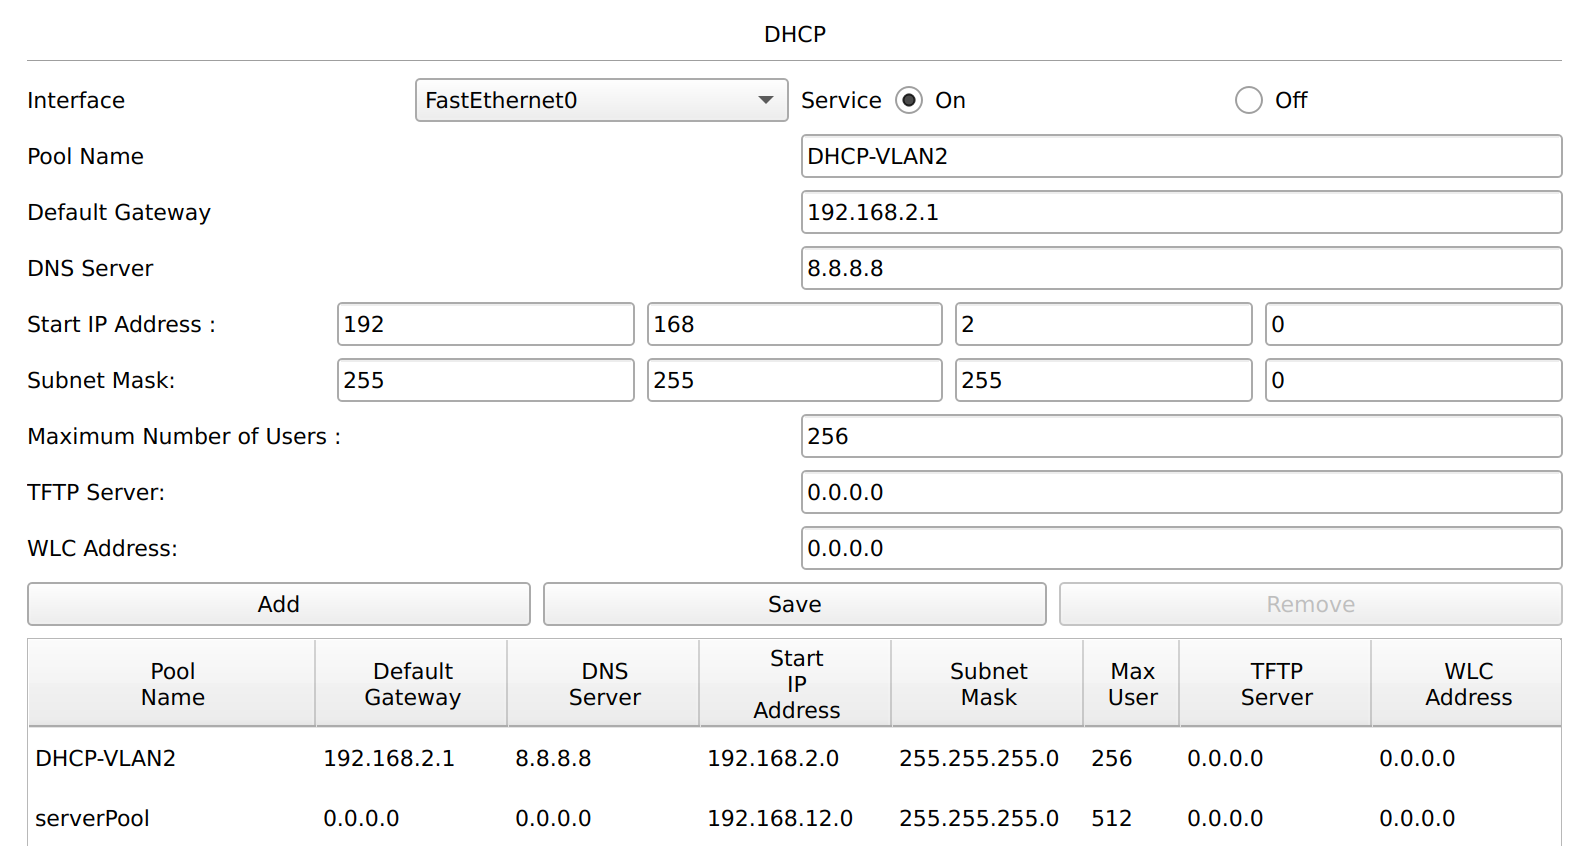 DHCP
Interface FastEthernet0 Service On Off
Pool Name DHCP-VLAN2
Default Gateway 192.168.2.1
DNS Server 8.8.8.8
Start IP Address : 192 168 2 0
Subnet Mask: 255 255 255 0
Maximum Number of Users : 256
TFTP Server: 0.0.0.0
WLC Address: 0.0.0.0
Add Save Remove
Pool Name Default Gateway DNS Server Start IP Address Subnet Mask Max User TFTP Server WLC Address
DHCP-VLAN2 192.168.2.1 8.8.8.8 192.168.2.0 255.255.255.0 256 0.0.0.0 0.0.0.0
serverPool 0.0.0.0 0.0.0.0 192.168.12.0 255.255.255.0 512 0.0.0.0 0.0.0.0